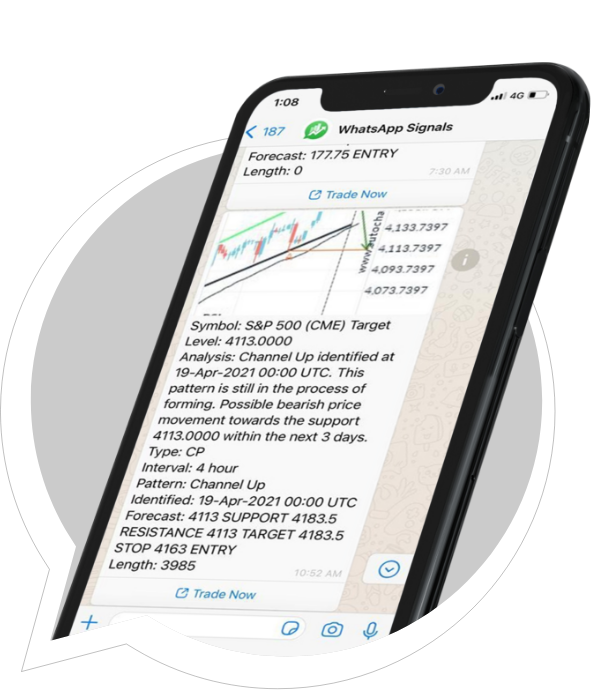 1:08
4G
187
WhatsApp Signals
Forecast: 177.75 ENTRY
Length: 0
7:30 AM
Trade Now
4,133.7397
4,113.7397
4,093.7397
4,073.7397
Symbol: S&P 500 (CME) Target
Level: 4113.0000
Analysis: Channel Up identified at
19-Apr-2021 00:00 UTC. This
pattern is still in the process of
forming. Possible bearish price
movement towards the support
4113.0000 within the next 3 days.
Type: CP
Interval: 4 hour
Pattern: Channel Up
Identified: 19-Apr-2021 00:00 UTC
Forecast: 4113 SUPPORT 4183.5
RESISTANCE 4113 TARGET 4183.5
STOP 4163 ENTRY
Length: 3985
10:52 AM
Trade Now